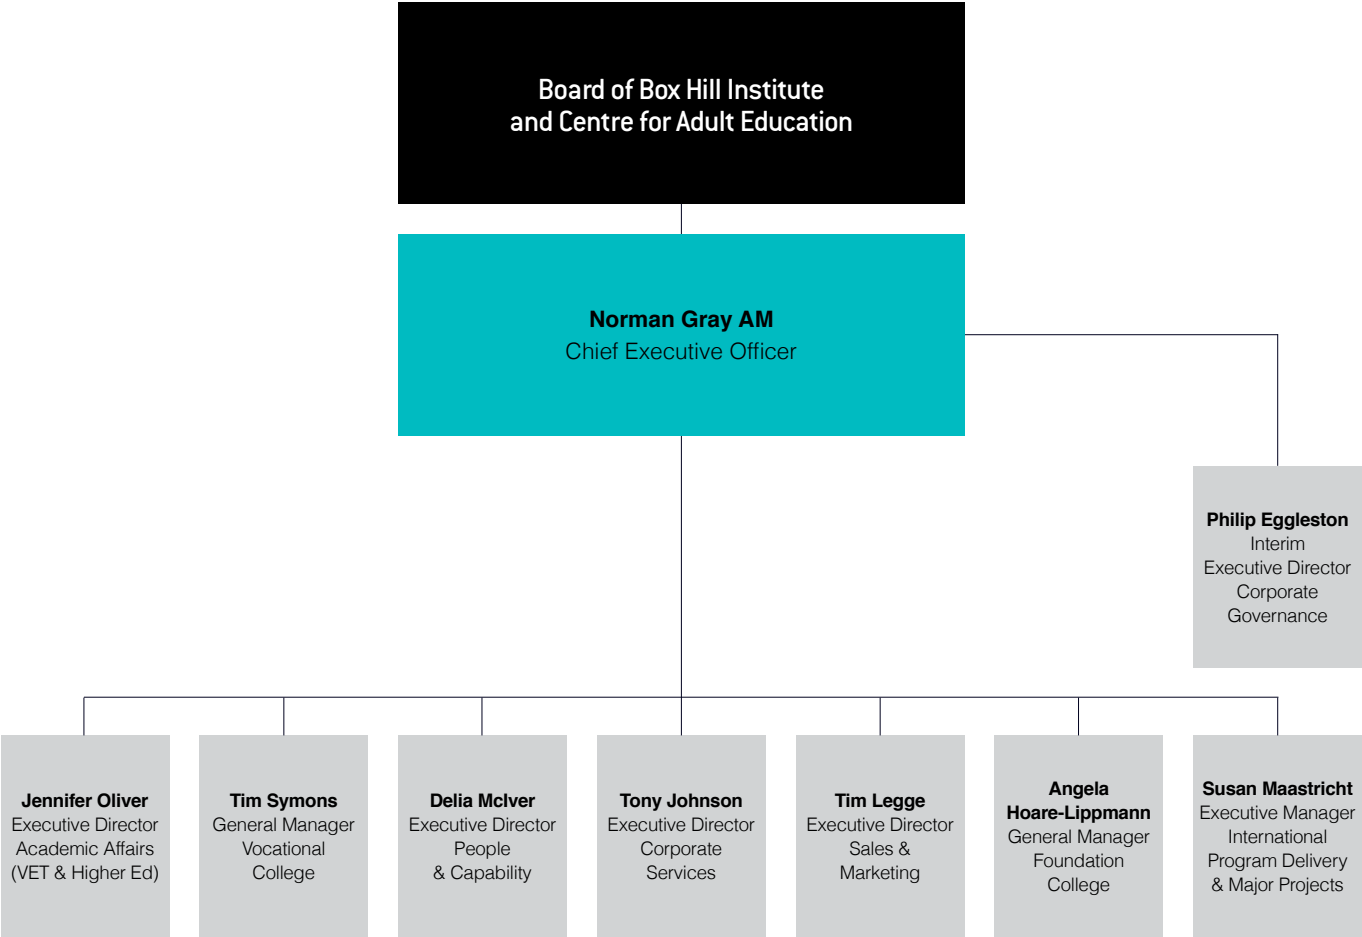 Board of Box Hill Institute
and Centre for Adult Education
Norman Gray AM
Chief Executive Officer
Philip Eggleston
Interim
Executive Director
Corporate
Governance
Jennifer Oliver
Executive Director
Academic Affairs
(VET & Higher Ed)
Tim Symons
General Manager
Vocational
College
Delia McIver
Executive Director
People
& Capability
Tony Johnson
Executive Director
Corporate
Services
Tim Legge
Executive Director
Sales &
Marketing
Angela
Hoare-Lippmann
General Manager
Foundation
College
Susan Maastricht
Executive Manager
International
Program Delivery
& Major Projects